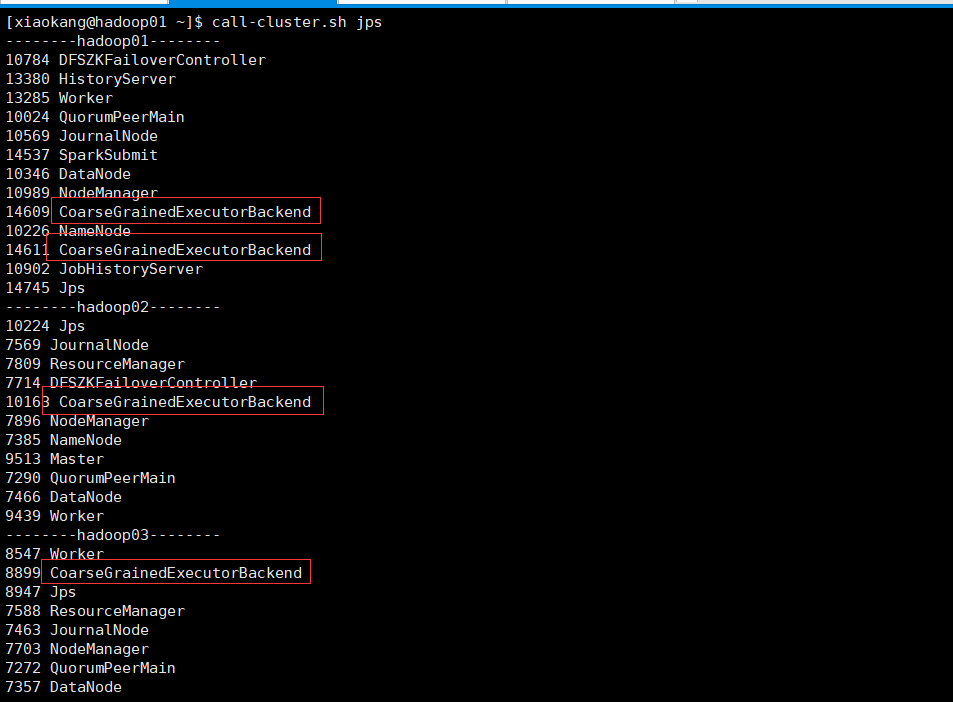 [xiaokang@hadoop01 ~]$ call-cluster.sh jps
--------hadoop01--------
10784 DFSZKFailoverController
13380 HistoryServer
13285 Worker
10024 QuorumPeerMain
10569 JournalNode
14537 SparkSubmit
10346 DataNode
10989 NodeManager
14609 CoarseGrainedExecutorBackend
10226 NameNode
14611 CoarseGrainedExecutorBackend
10902 JobHistoryServer
14745 Jps
--------hadoop02--------
10224 Jps
7569 JournalNode
7809 ResourceManager
7714 DFSZKFailoverController
10163 CoarseGrainedExecutorBackend
7896 NodeManager
7385 NameNode
9513 Master
7290 QuorumPeerMain
7466 DataNode
9439 Worker
--------hadoop03--------
8547 Worker
8899 CoarseGrainedExecutorBackend
8947 Jps
7588 ResourceManager
7463 JournalNode
7703 NodeManager
7272 QuorumPeerMain
7357 DataNode